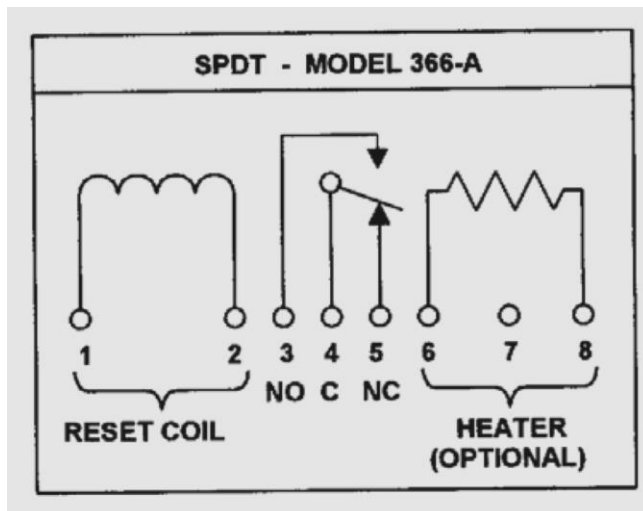 SPDT - MODEL 366-A
1 2 3 4 5 6 7 8
NO C NC
RESET COIL
HEATER
(OPTIONAL)